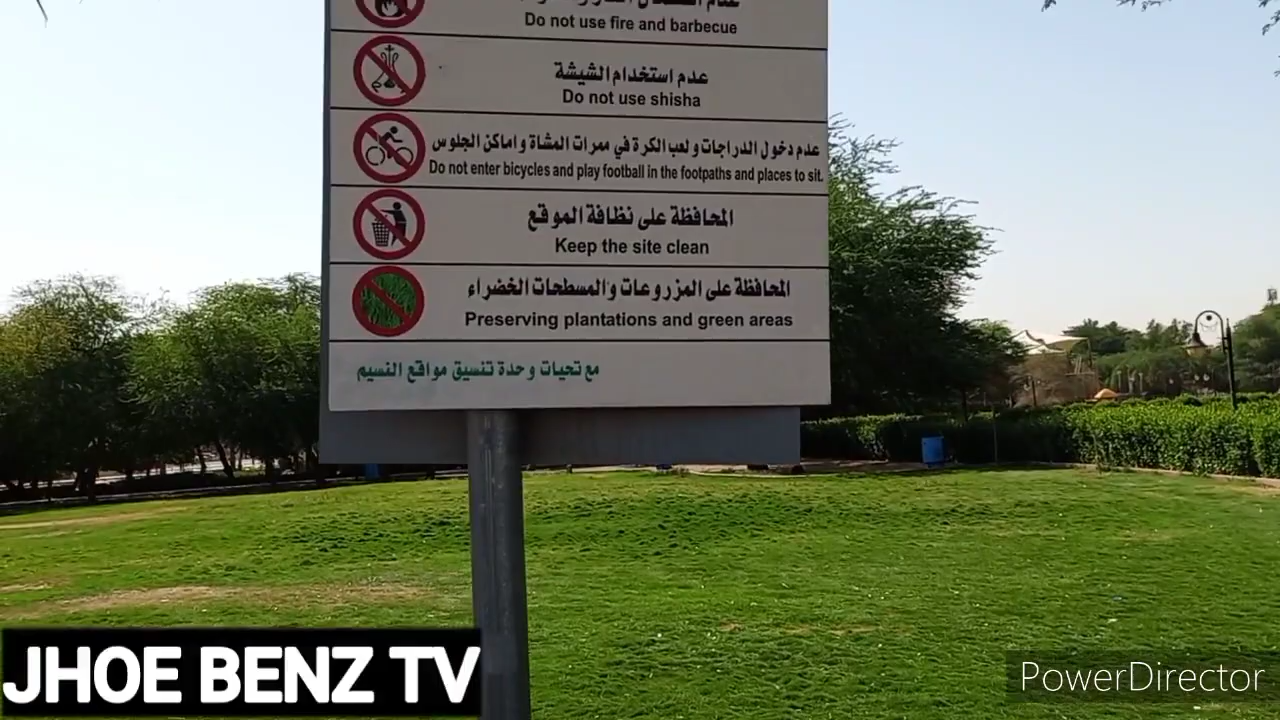 Do not use fire and barbecue
عدم استخدام الشيشة
Do not use shisha
عدم دخول الدراجات ولعب الكرة في ممرات المشاة واماكن الجلوس
Do not enter bicycles and play football in the footpaths and places to sit.
المحافظة على نظافة الموقع
Keep the site clean
المحافظة على المزروعات والمسطحات الخضراء
Preserving plantations and green areas
مع تحيات وحدة تنسيق مواقع النسيم
JHOE BENZ TV
PowerDirector